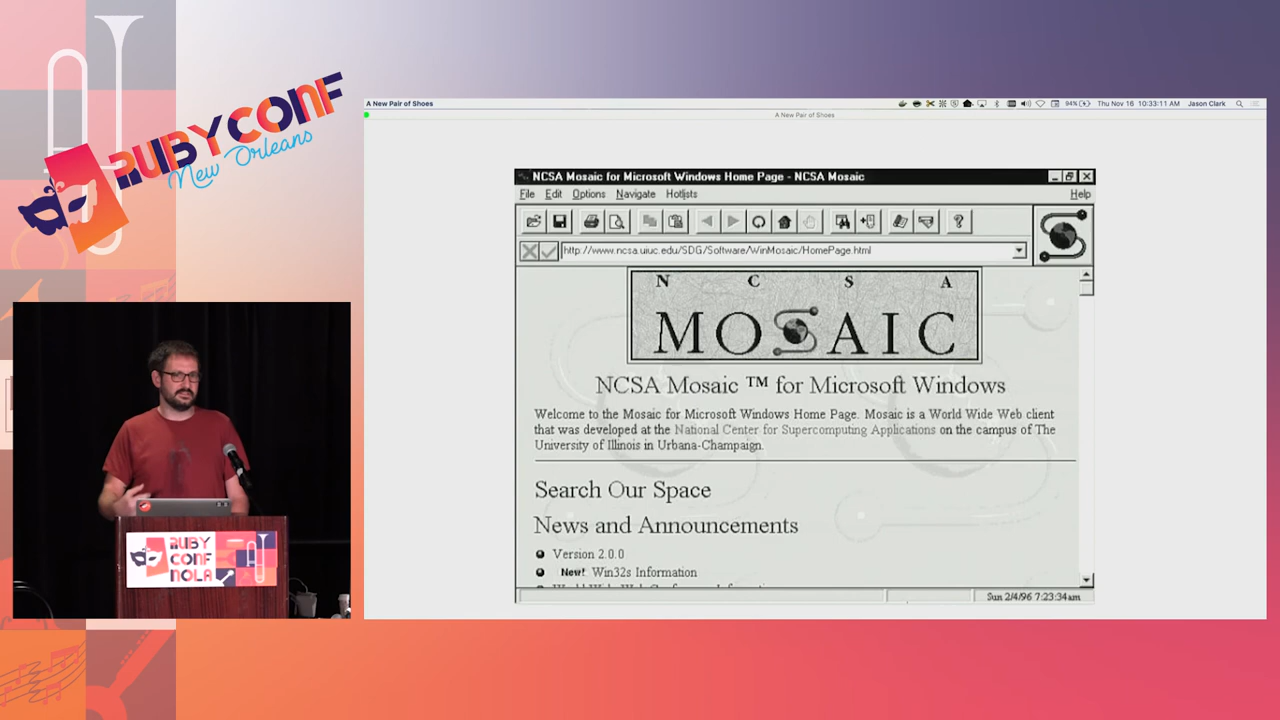 RUBYCONF
New Orleans
RUBY
CONF
NOLA
A New Pair of Shoes
94%
Thu Nov 16 10:33:11 AM
Jason Clark
A New Pair of Shoes
NCSA Mosaic for Microsoft Windows Home Page - NCSA Mosaic
File Edit Options Navigate Hotlists Help
http://www.ncsa.uiuc.edu/SDG/Software/WinMosaic/HomePage.html
N C S A
MOSAIC
NCSA Mosaic ™ for Microsoft Windows
Welcome to the Mosaic for Microsoft Windows Home Page. Mosaic is a World Wide Web client
that was developed at the National Center for Supercomputing Applications on the campus of The
University of Illinois in Urbana-Champaign.
Search Our Space
News and Announcements
Version 2.0.0
New! Win32s Information
Sun 2/4/96 7:23:34am